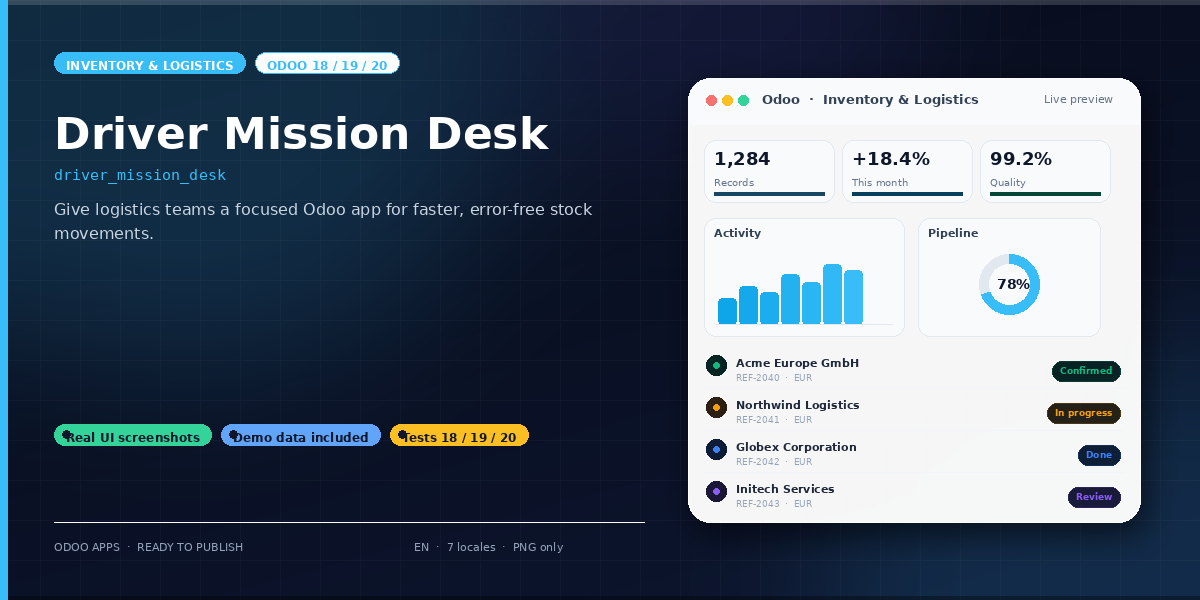 INVENTORY & LOGISTICS
ODOO 18 / 19 / 20
Driver Mission Desk
driver_mission_desk
Give logistics teams a focused Odoo app for faster, error-free stock
movements.
Real UI screenshots
Demo data included
Tests 18 / 19 / 20
ODOO APPS · READY TO PUBLISH
EN · 7 locales · PNG only
Odoo · Inventory & Logistics
Live preview
1,284
Records
+18.4%
This month
99.2%
Quality
Activity
Pipeline
78%
Acme Europe GmbH
REF-2040 · EUR
Confirmed
Northwind Logistics
REF-2041 · EUR
In progress
Globex Corporation
REF-2042 · EUR
Done
Initech Services
REF-2043 · EUR
Review